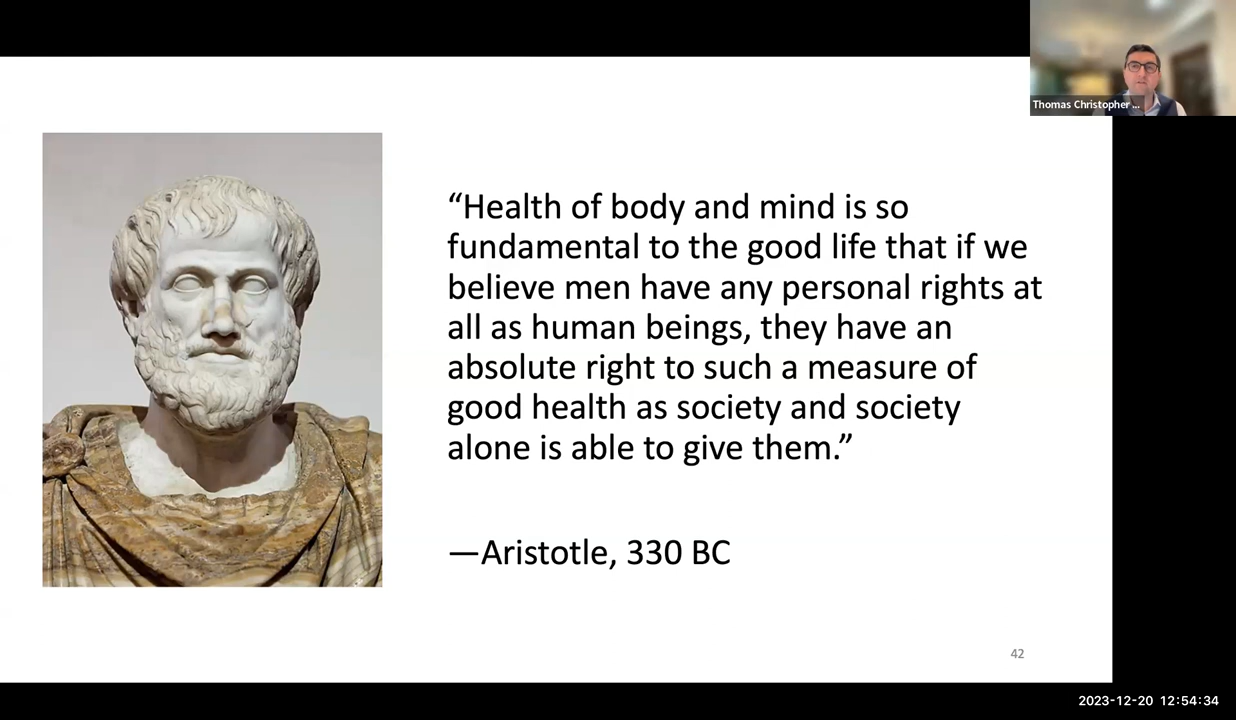 Thomas Christopher ...
“Health of body and mind is so
fundamental to the good life that if we
believe men have any personal rights at
all as human beings, they have an
absolute right to such a measure of
good health as society and society
alone is able to give them.”
—Aristotle, 330 BC
42
2023-12-20 12:54:34